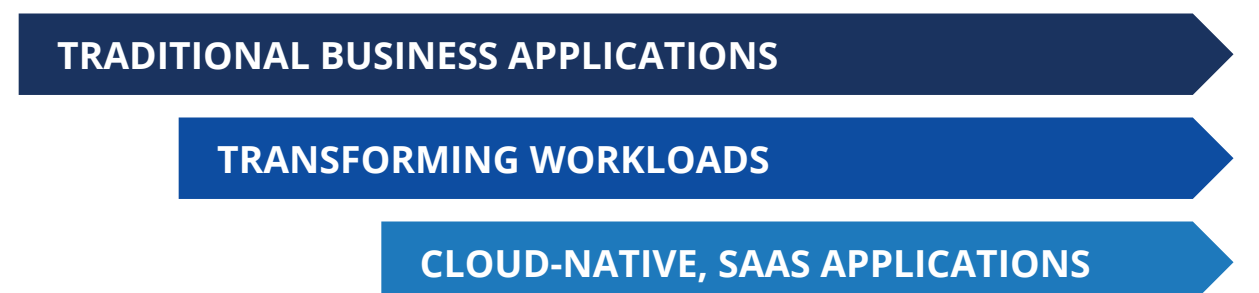 TRADITIONAL BUSINESS APPLICATIONS
TRANSFORMING WORKLOADS
CLOUD-NATIVE, SAAS APPLICATIONS